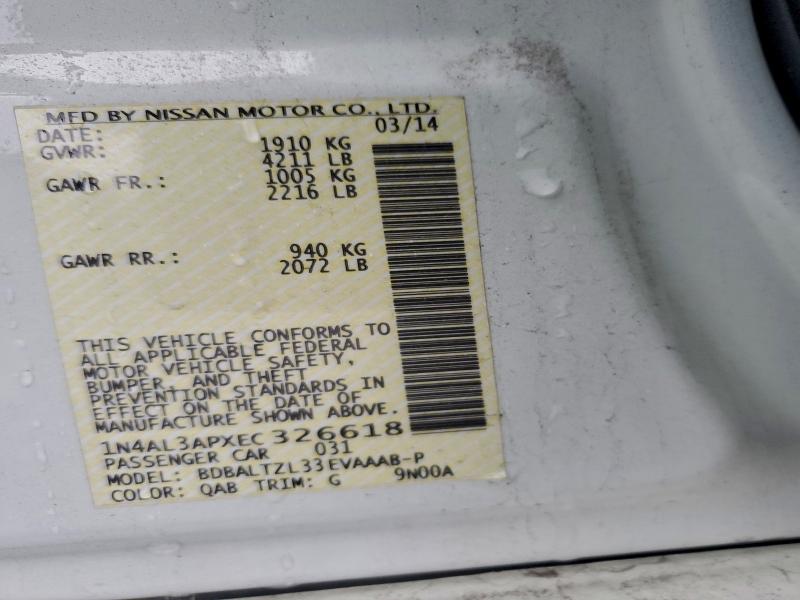 MFD BY NISSAN MOTOR CO., LTD.
DATE: 03/14
GVWR: 1910 KG
4211 LB
GAWR FR.: 1005 KG
2216 LB
GAWR RR.: 940 KG
2072 LB
THIS VEHICLE CONFORMS TO
ALL APPLICABLE FEDERAL
MOTOR VEHICLE SAFETY,
BUMPER, AND THEFT
PREVENTION STANDARDS IN
EFFECT ON THE DATE OF
MANUFACTURE SHOWN ABOVE.
1N4AL3APXEC326618
PASSENGER CAR 031
MODEL: BDBALTZL33EVAAAB-P
COLOR: QAB TRIM: G 9N00A